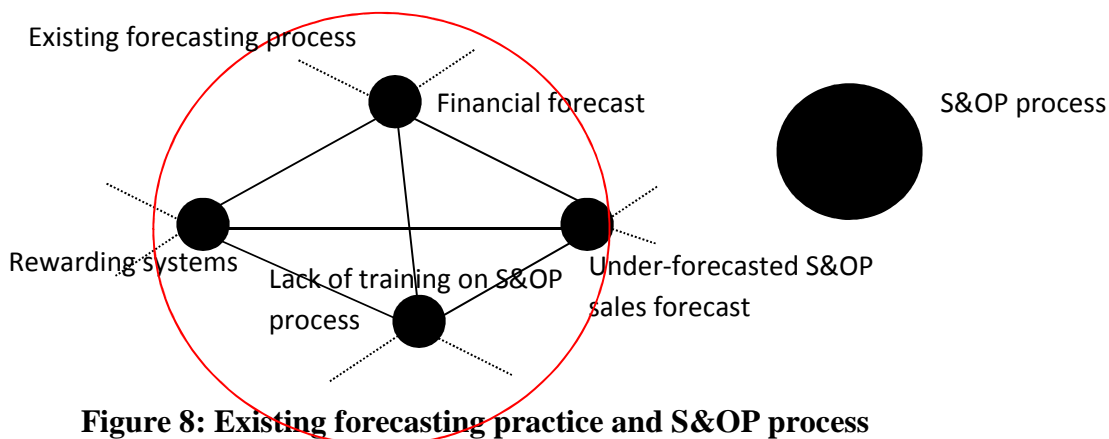 Existing forecasting process
Financial forecast
S&OP process
Rewarding systems
Lack of training on S&OP
process
Under-forecasted S&OP
sales forecast
Figure 8: Existing forecasting practice and S&OP process